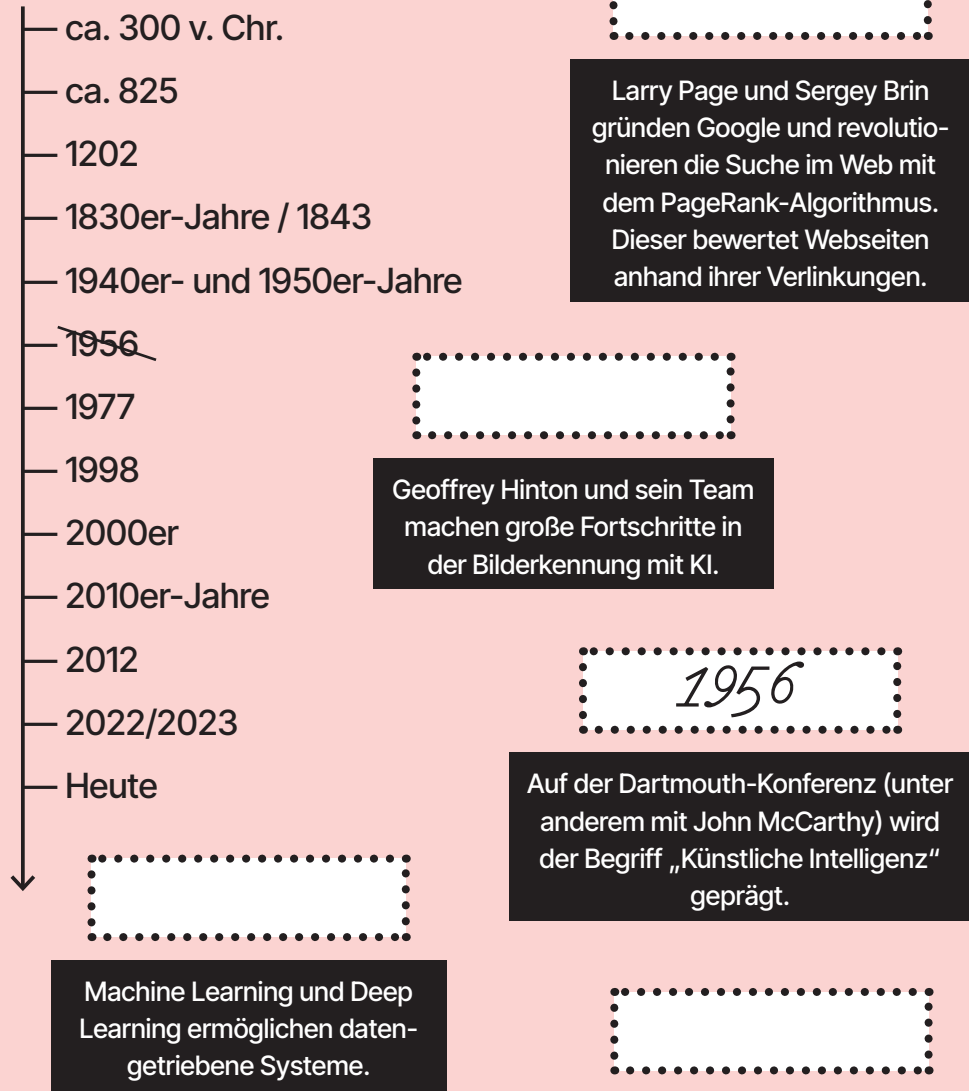 ca. 300 v. Chr.
ca. 825
1202
1830er-Jahre / 1843
1940er- und 1950er-Jahre
1956
1977
1998
2000er
2010er-Jahre
2012
2022/2023
Heute
Larry Page und Sergey Brin
gründen Google und revolutio-
nieren die Suche im Web mit
dem PageRank-Algorithmus.
Dieser bewertet Webseiten
anhand ihrer Verlinkungen.
Geoffrey Hinton und sein Team
machen große Fortschritte in
der Bilderkennung mit KI.
1956
Auf der Dartmouth-Konferenz (unter
anderem mit John McCarthy) wird
der Begriff „Künstliche Intelligenz“
geprägt.
Machine Learning und Deep
Learning ermöglichen daten-
getriebene Systeme.